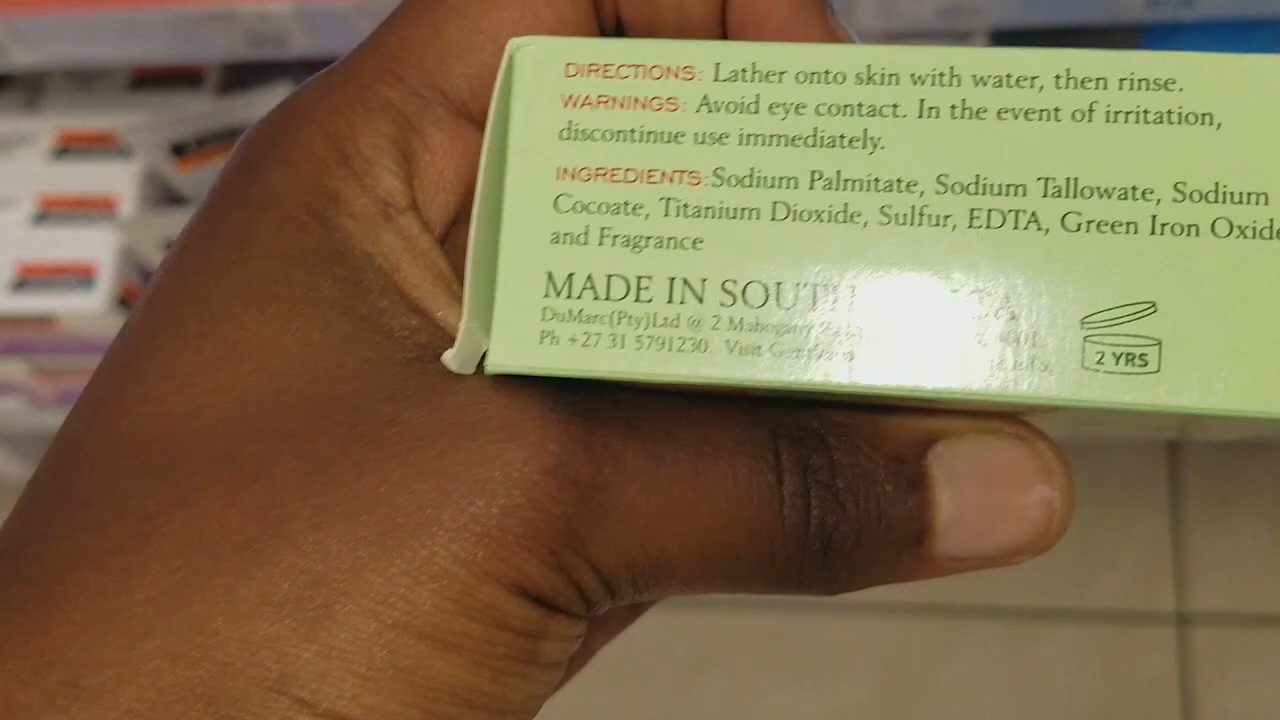 DIRECTIONS: Lather onto skin with water, then rinse.
WARNINGS: Avoid eye contact. In the event of irritation,
discontinue use immediately.
INGREDIENTS: Sodium Palmitate, Sodium Tallowate, Sodium
Cocoate, Titanium Dioxide, Sulfur, EDTA, Green Iron Oxide
and Fragrance
MADE IN SOUTH
DuMarc(Pty)Ltd @ 2 Mahogany
Ph +27 31 5791230. Visit
2 YRS